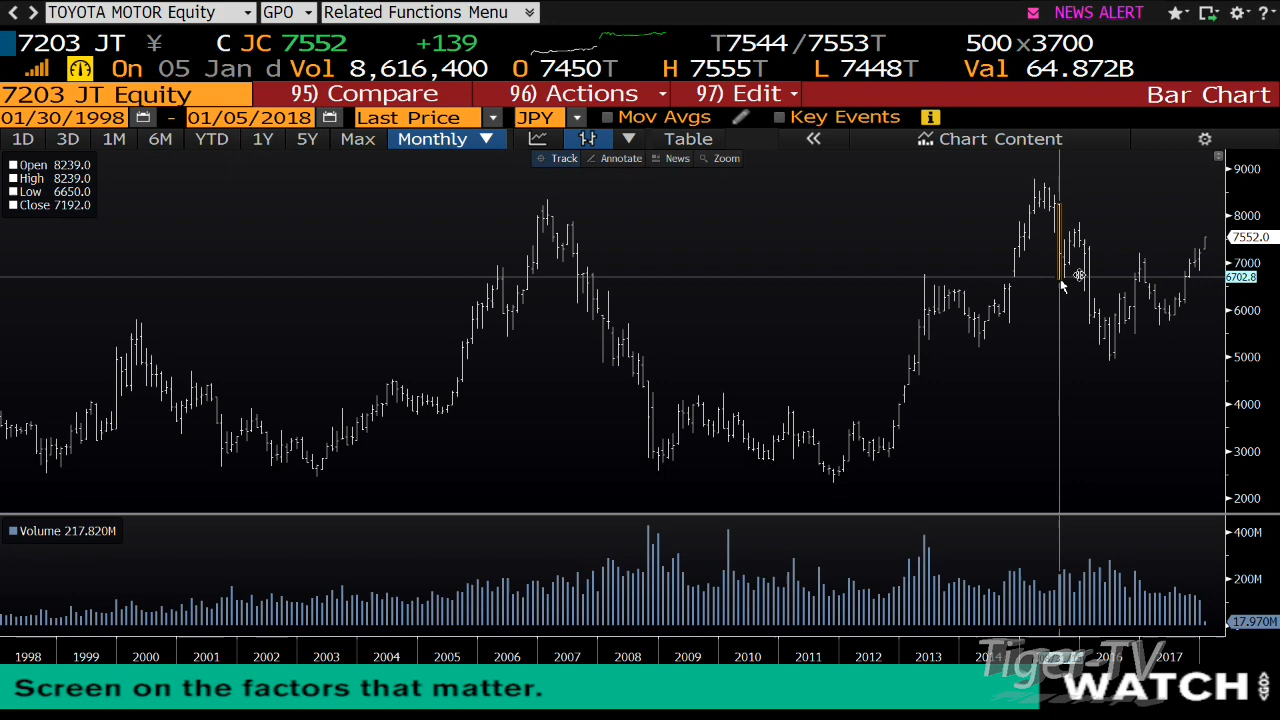 TOYOTA MOTOR Equity GPO Related Functions Menu NEWS ALERT ?
7203 JT ¥ C JC 7552 +139 T7544 /7553T 500 x3700
On 05 Jan d Vol 8,616,400 O 7450T H 7555T L 7448T Val 64.872B
7203 JT Equity 95) Compare 96) Actions 97) Edit Bar Chart
01/30/1998 - 01/05/2018 Last Price JPY Mov Avgs Key Events
1D 3D 1M 6M YTD 1Y 5Y Max Monthly ▼ Table « Chart Content
Track Annotate News Zoom
Open 8239.0
High 8239.0
Low 6650.0
Close 7192.0
9000
8000
7552.0
7000
6702.8
6000
5000
4000
3000
2000
Volume 217.820M
400M
200M
17.970M
1998 1999 2000 2001 2002 2003 2004 2005 2006 2007 2008 2009 2010 2011 2012 2013 2014 2016 2017
Tiger-TV
Screen on the factors that matter.
WATCH